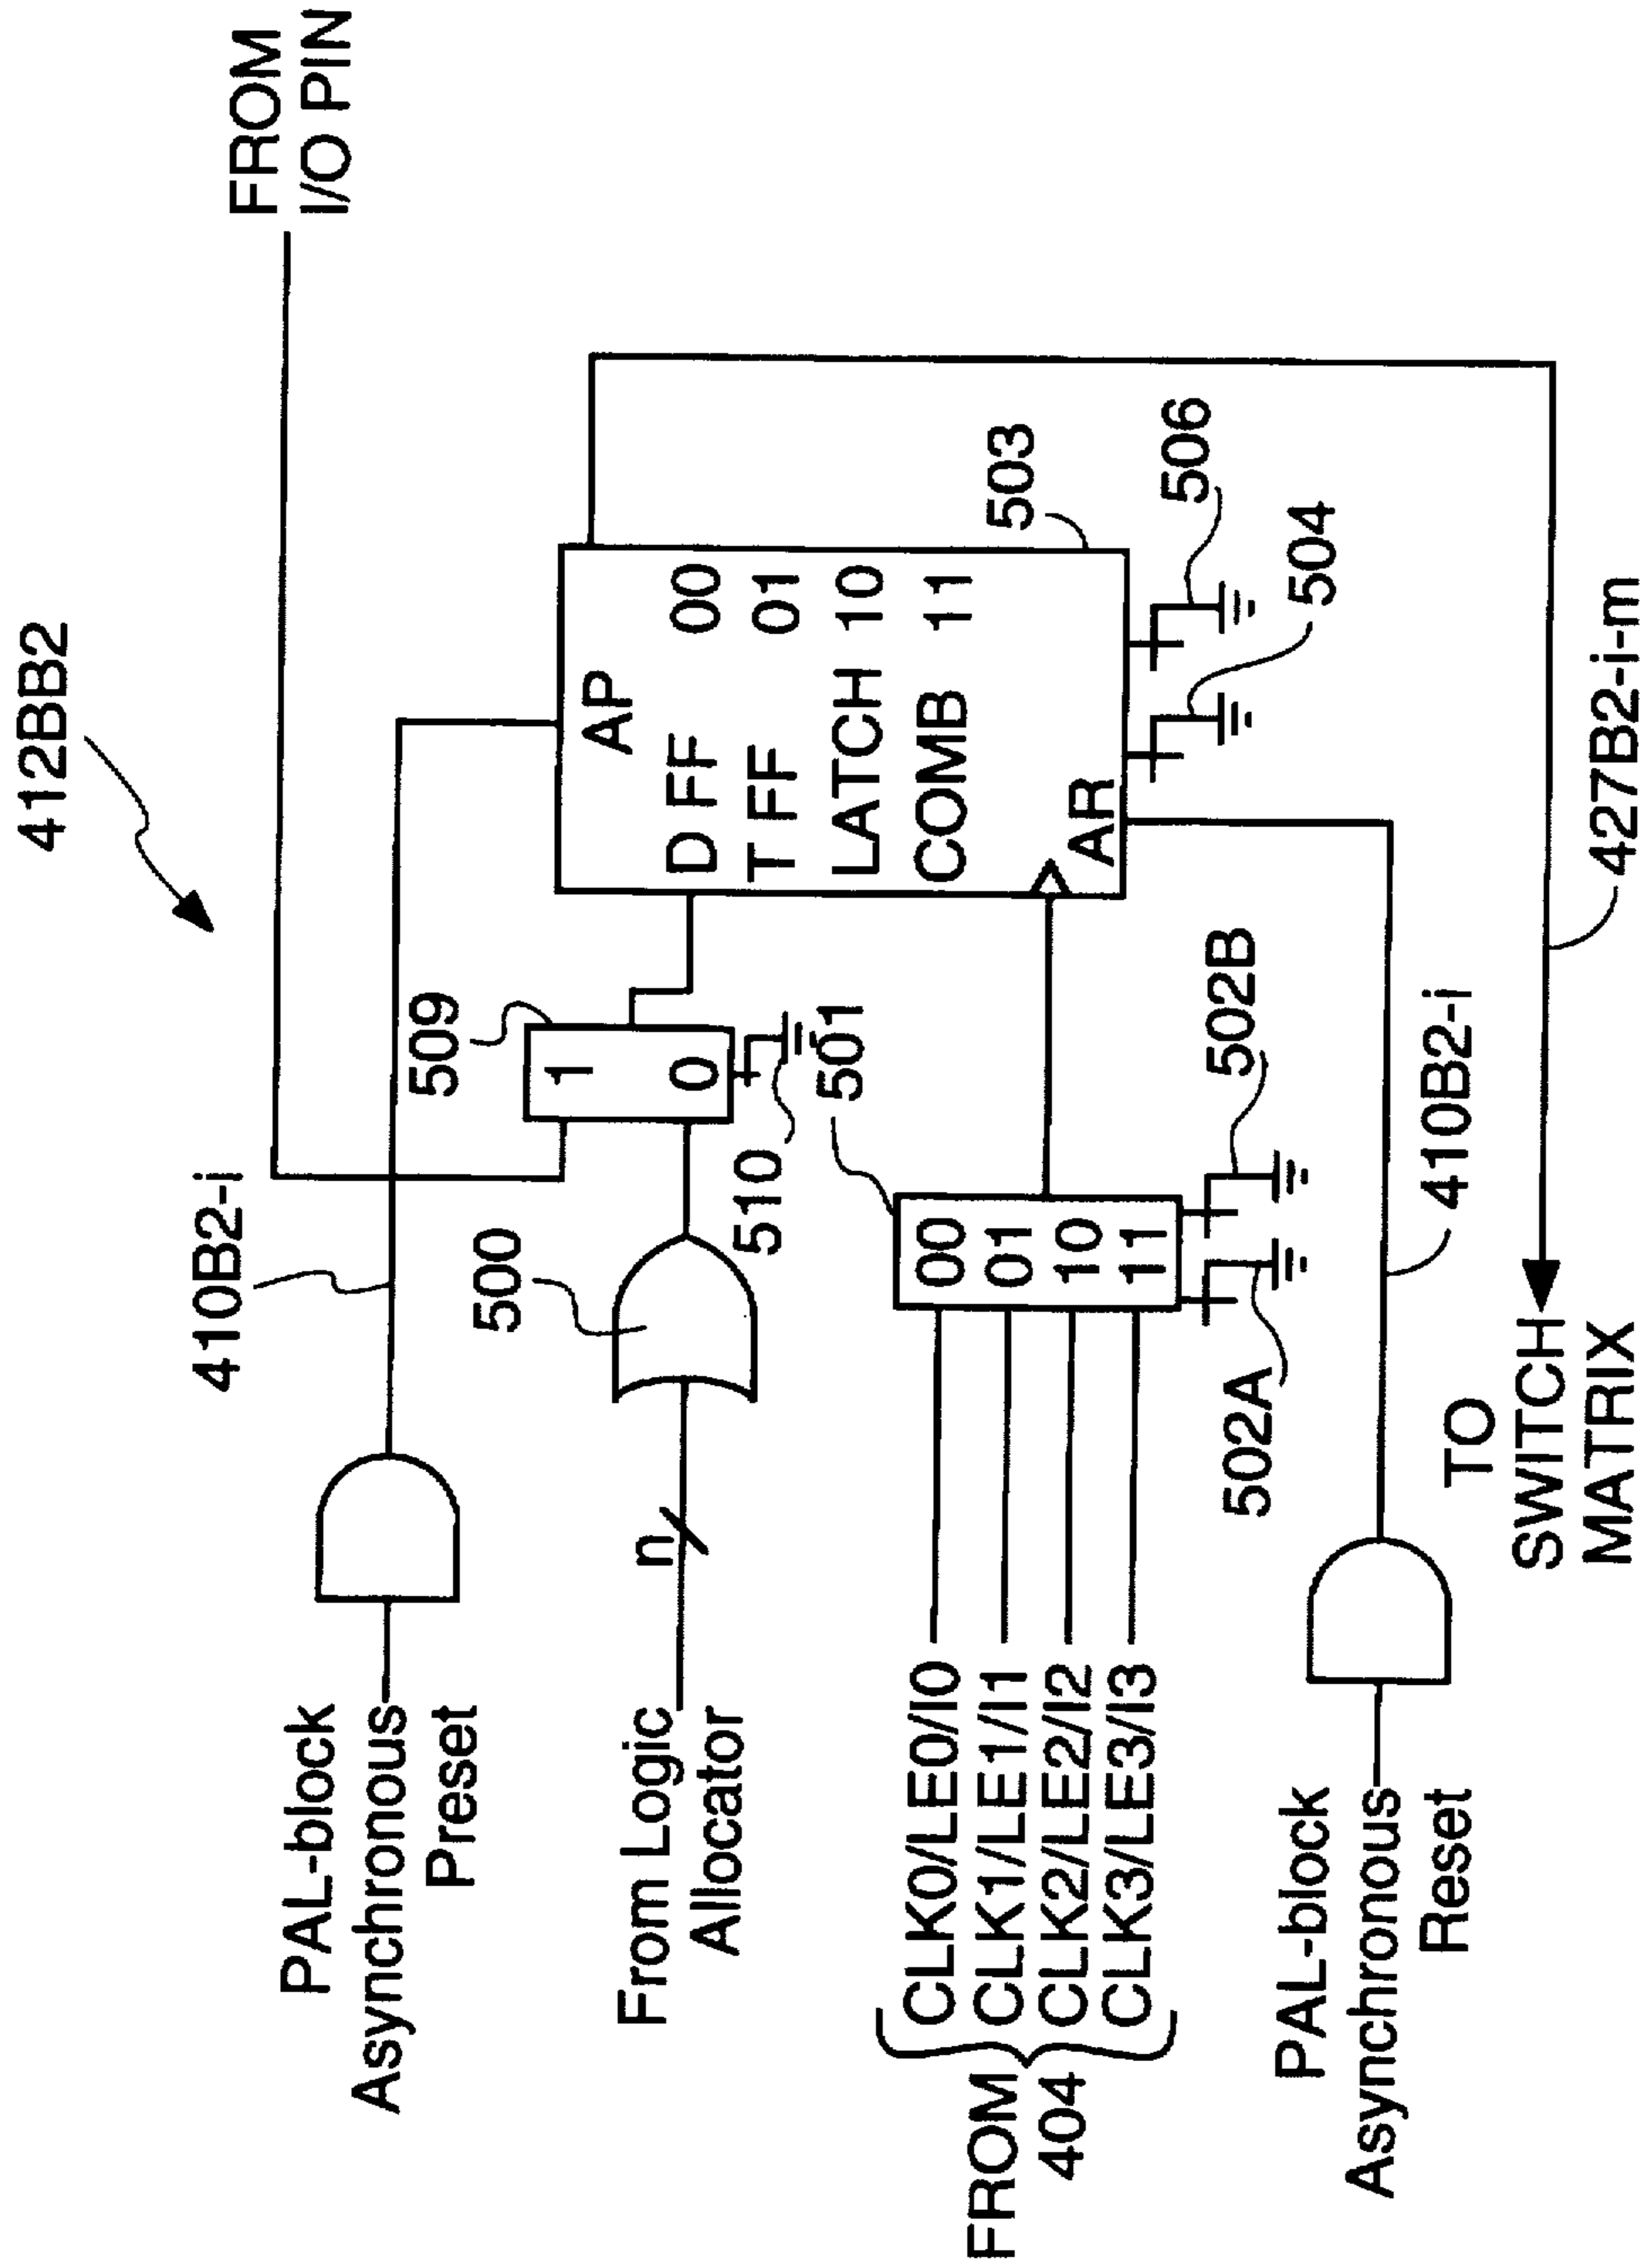 412BB2
FROM
I/O PIN
410B2-i
PAL-block
Asynchronous
Preset
509
1
0
AP
D FF 00
T FF 01
LATCH 10
COMB 11
AR
503
500
510
From Logic
Allocator
n
501
00
01
10
11
506
504
502B
502A
FROM
404
CLK0/LE0/I0
CLK1/LE1/I1
CLK2/LE2/I2
CLK3/LE3/I3
PAL-block
Asynchronous
Reset
410B2-i
TO
SWITCH
MATRIX
427B2-i-m